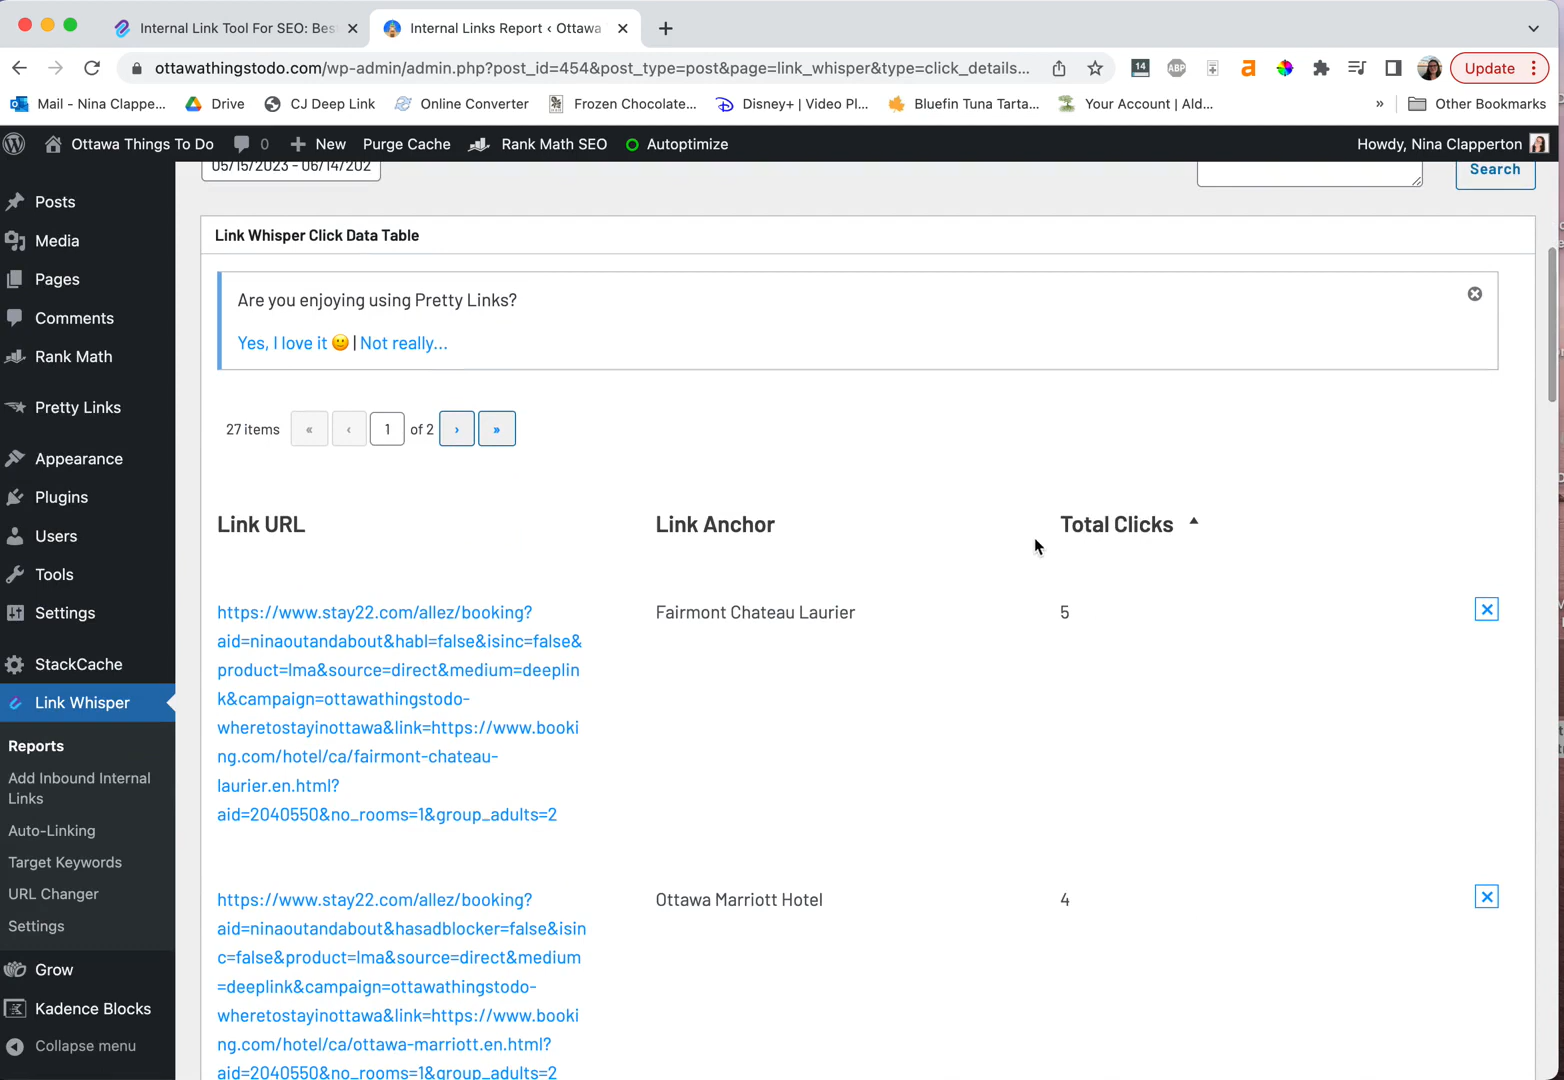 Internal Link Tool For SEO: Bes
Internal Links Report ‹ Ottawa
ottawathingstodo.com/wp-admin/admin.php?post_id=454&post_type=post&page=link_whisper&type=click_details...
14
ABP
a
Update
Mail - Nina Clappe...
Drive
CJ Deep Link
Online Converter
Frozen Chocolate...
Disney+ | Video Pl...
Bluefin Tuna Tarta...
Your Account | Ald...
»
Other Bookmarks
Ottawa Things To Do
0
New
Purge Cache
Rank Math SEO
Autoptimize
Howdy, Nina Clapperton
Posts
Media
Pages
Comments
Rank Math
Pretty Links
Appearance
Plugins
Users
Tools
Settings
StackCache
Link Whisper
Reports
Add Inbound Internal
Links
Auto-Linking
Target Keywords
URL Changer
Settings
Grow
Kadence Blocks
Collapse menu
05/15/2023 - 06/14/202
Search
Link Whisper Click Data Table
Are you enjoying using Pretty Links?
Yes, I love it 🙂 | Not really...
27 items « ‹ 1 of 2 › »
Link URL
Link Anchor
Total Clicks
https://www.stay22.com/allez/booking?
aid=ninaoutandabout&habl=false&isinc=false&
product=lma&source=direct&medium=deeplin
k&campaign=ottawathingstodo-
wheretostayinottawa&link=https://www.booki
ng.com/hotel/ca/fairmont-chateau-
laurier.en.html?
aid=2040550&no_rooms=1&group_adults=2
Fairmont Chateau Laurier
5
https://www.stay22.com/allez/booking?
aid=ninaoutandabout&hasadblocker=false&isin
c=false&product=lma&source=direct&medium
=deeplink&campaign=ottawathingstodo-
wheretostayinottawa&link=https://www.booki
ng.com/hotel/ca/ottawa-marriott.en.html?
aid=2040550&no_rooms=1&group_adults=2
Ottawa Marriott Hotel
4